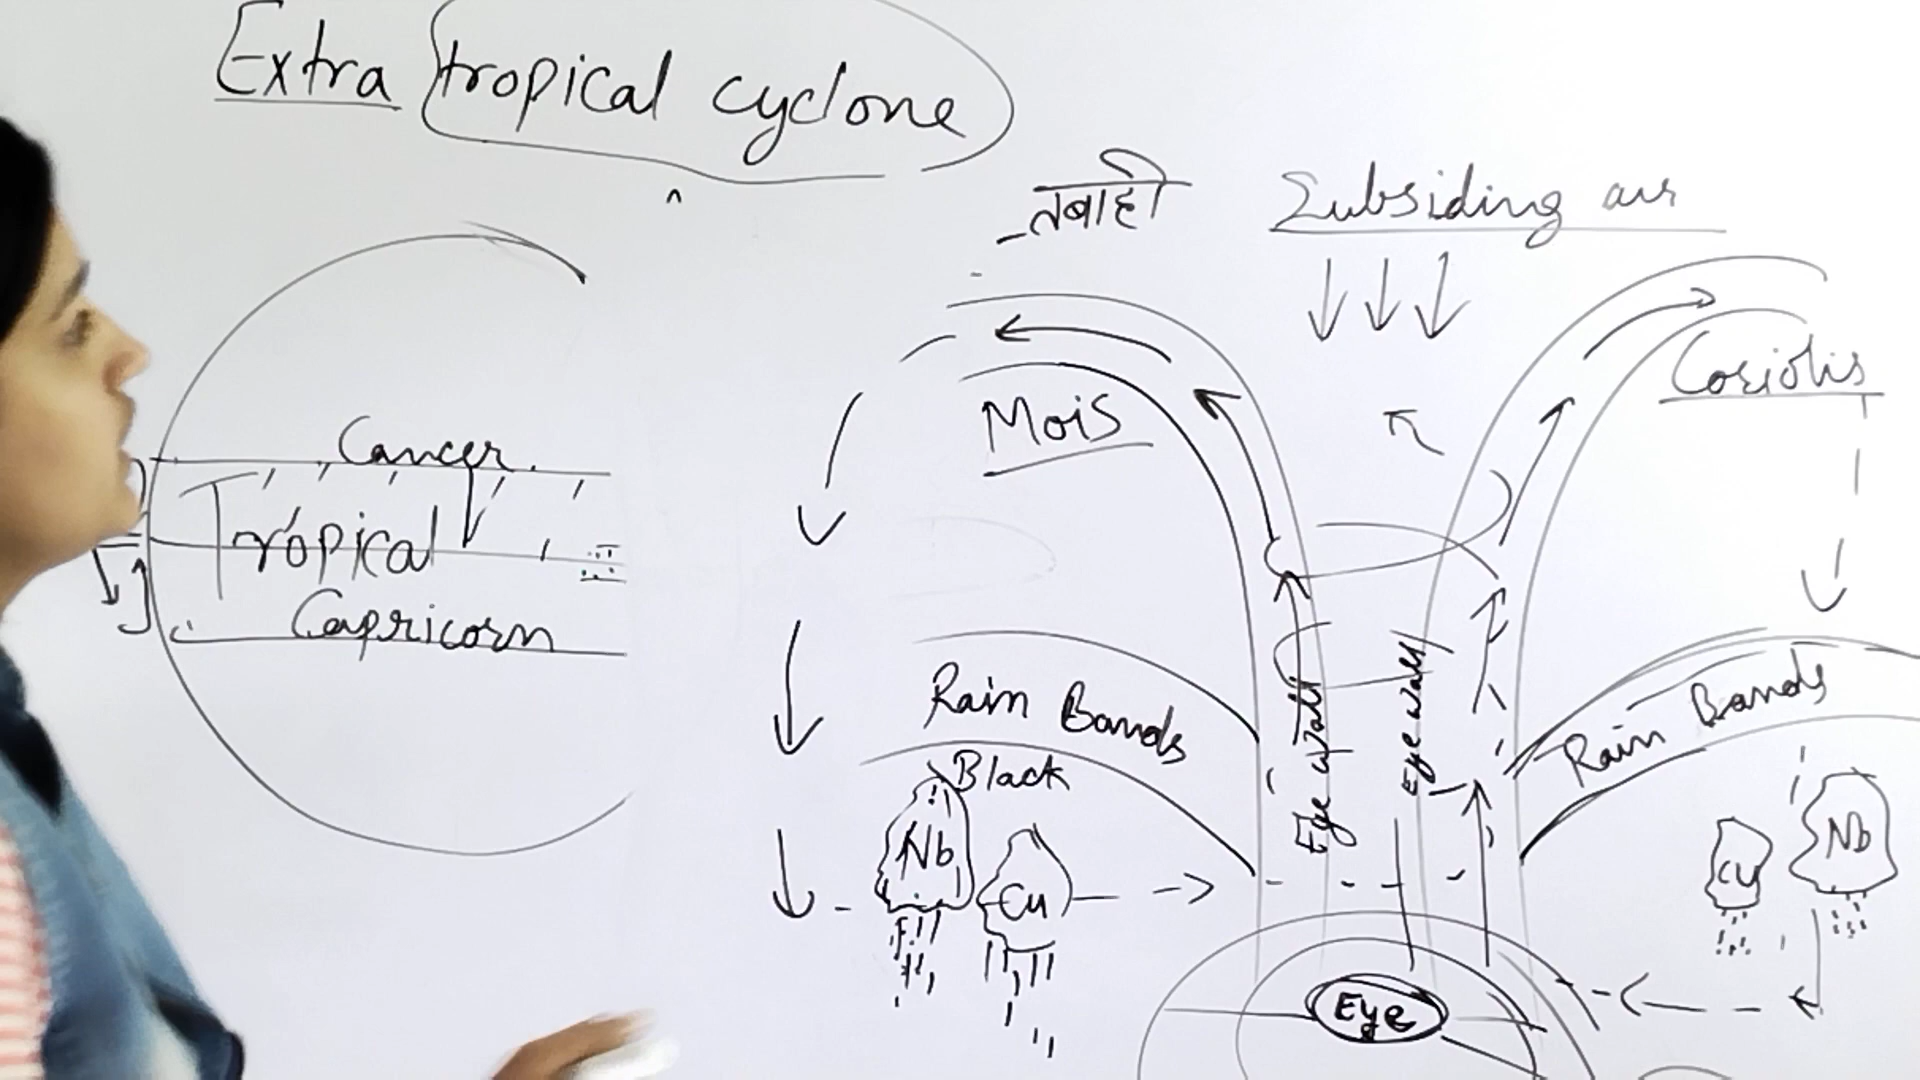 Extra tropical cyclone
तबाही
Subsiding air
Coriolis
Mois
Cancer
Tropical
Capricorn
Rain Bands
Rain Bands
Eye wall
Eye wall
Black
Nb
Cu
Cu
Nb
Eye